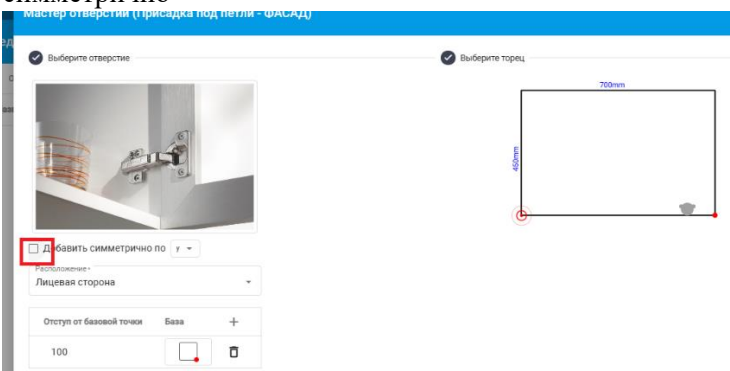 симметрично
Мастер отверстий (Присадка под петли - ФАСАД)
Выберите отверстие
Выберите торец
700mm
450mm
Добавить симметрично по y
Расположение*
Лицевая сторона
Отступ от базовой точки База +
100